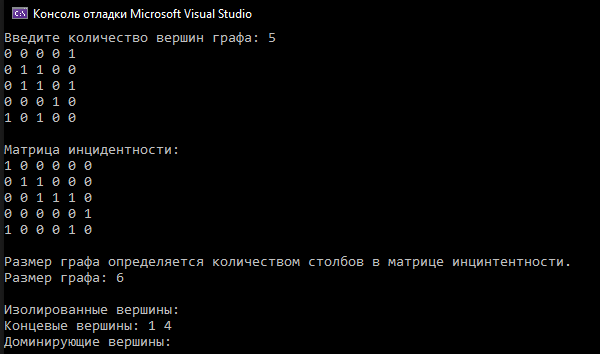 Консоль отладки Microsoft Visual Studio
Введите количество вершин графа: 5
0 0 0 0 1
0 1 1 0 0
0 1 1 0 1
0 0 0 1 0
1 0 1 0 0
Матрица инцидентности:
1 0 0 0 0 0
0 1 1 0 0 0
0 0 1 1 1 0
0 0 0 0 0 1
1 0 0 0 1 0
Размер графа определяется количеством столбов в матрице инцинтентности.
Размер графа: 6
Изолированные вершины:
Концевые вершины: 1 4
Доминирующие вершины: